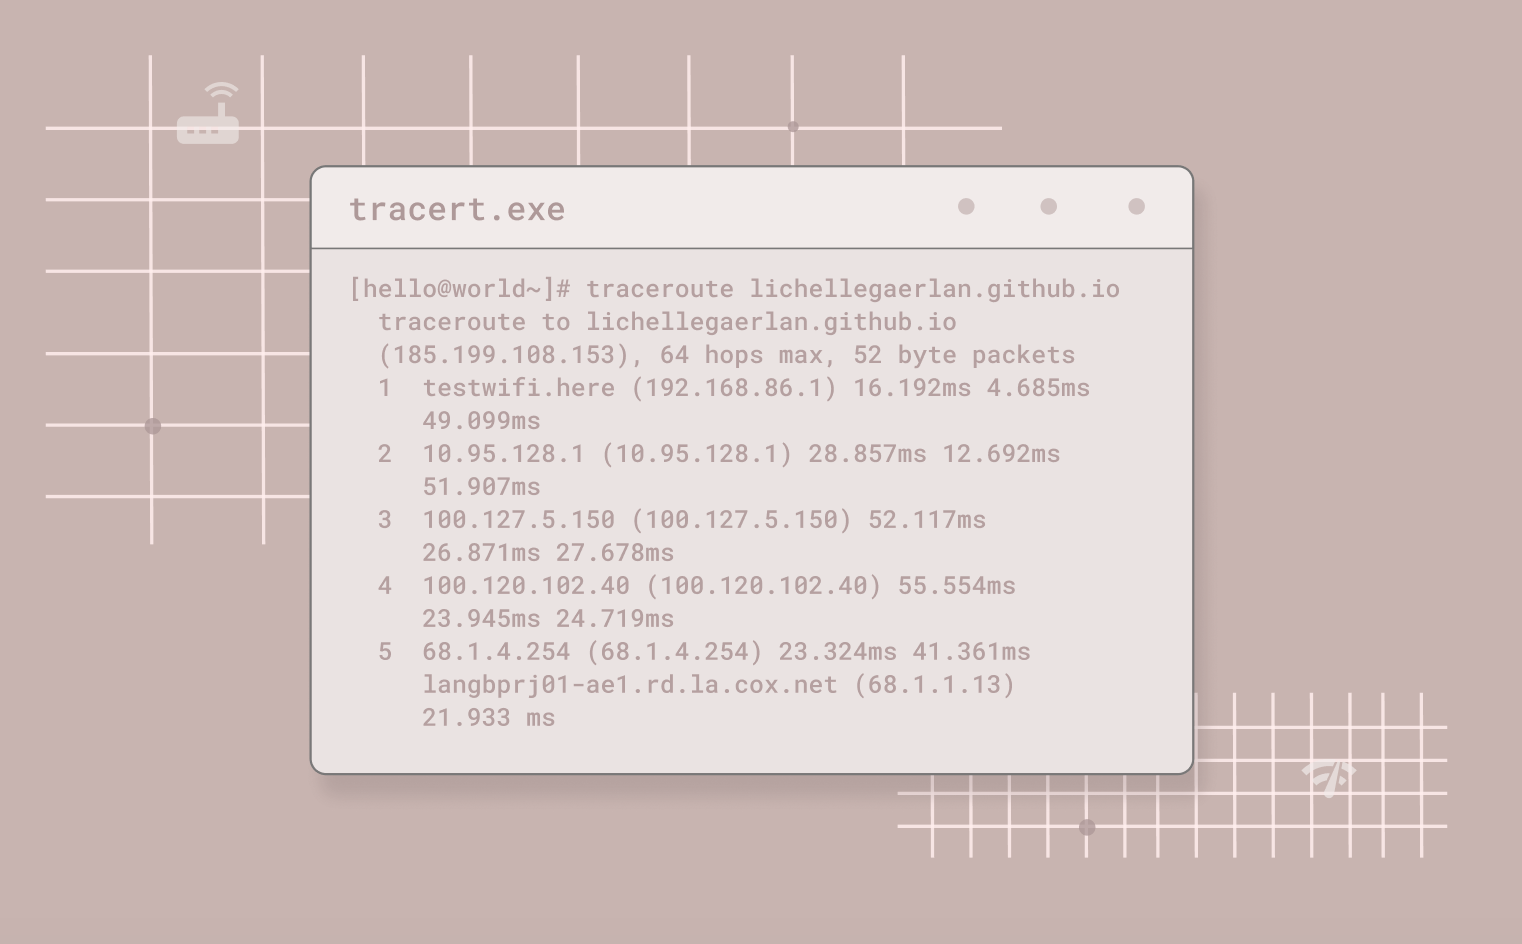 tracert.exe
[hello@world~]# traceroute lichellegaerlan.github.io
traceroute to lichellegaerlan.github.io
(185.199.108.153), 64 hops max, 52 byte packets
1 testwifi.here (192.168.86.1) 16.192ms 4.685ms
49.099ms
2 10.95.128.1 (10.95.128.1) 28.857ms 12.692ms
51.907ms
3 100.127.5.150 (100.127.5.150) 52.117ms
26.871ms 27.678ms
4 100.120.102.40 (100.120.102.40) 55.554ms
23.945ms 24.719ms
5 68.1.4.254 (68.1.4.254) 23.324ms 41.361ms
langbprj01-ae1.rd.la.cox.net (68.1.1.13)
21.933 ms